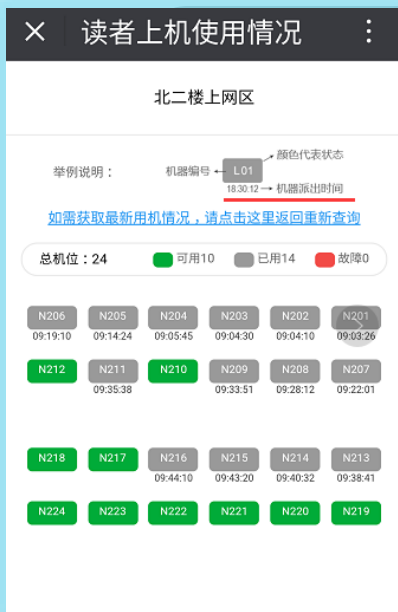 读者上机使用情况
北二楼上网区
举例说明：
机器编号
L01
颜色代表状态
18:30:12
机器派出时间
如需获取最新用机情况，请点击这里返回重新查询
总机位：24 可用10 已用14 故障0
N206 N205 N204 N203 N202 N201
09:19:10 09:14:24 09:05:45 09:04:30 09:04:10 09:03:26
N212 N211 N210 N209 N208 N207
09:35:38 09:33:51 09:28:12 09:22:01
N218 N217 N216 N215 N214 N213
09:44:10 09:43:20 09:40:32 09:38:41
N224 N223 N222 N221 N220 N219